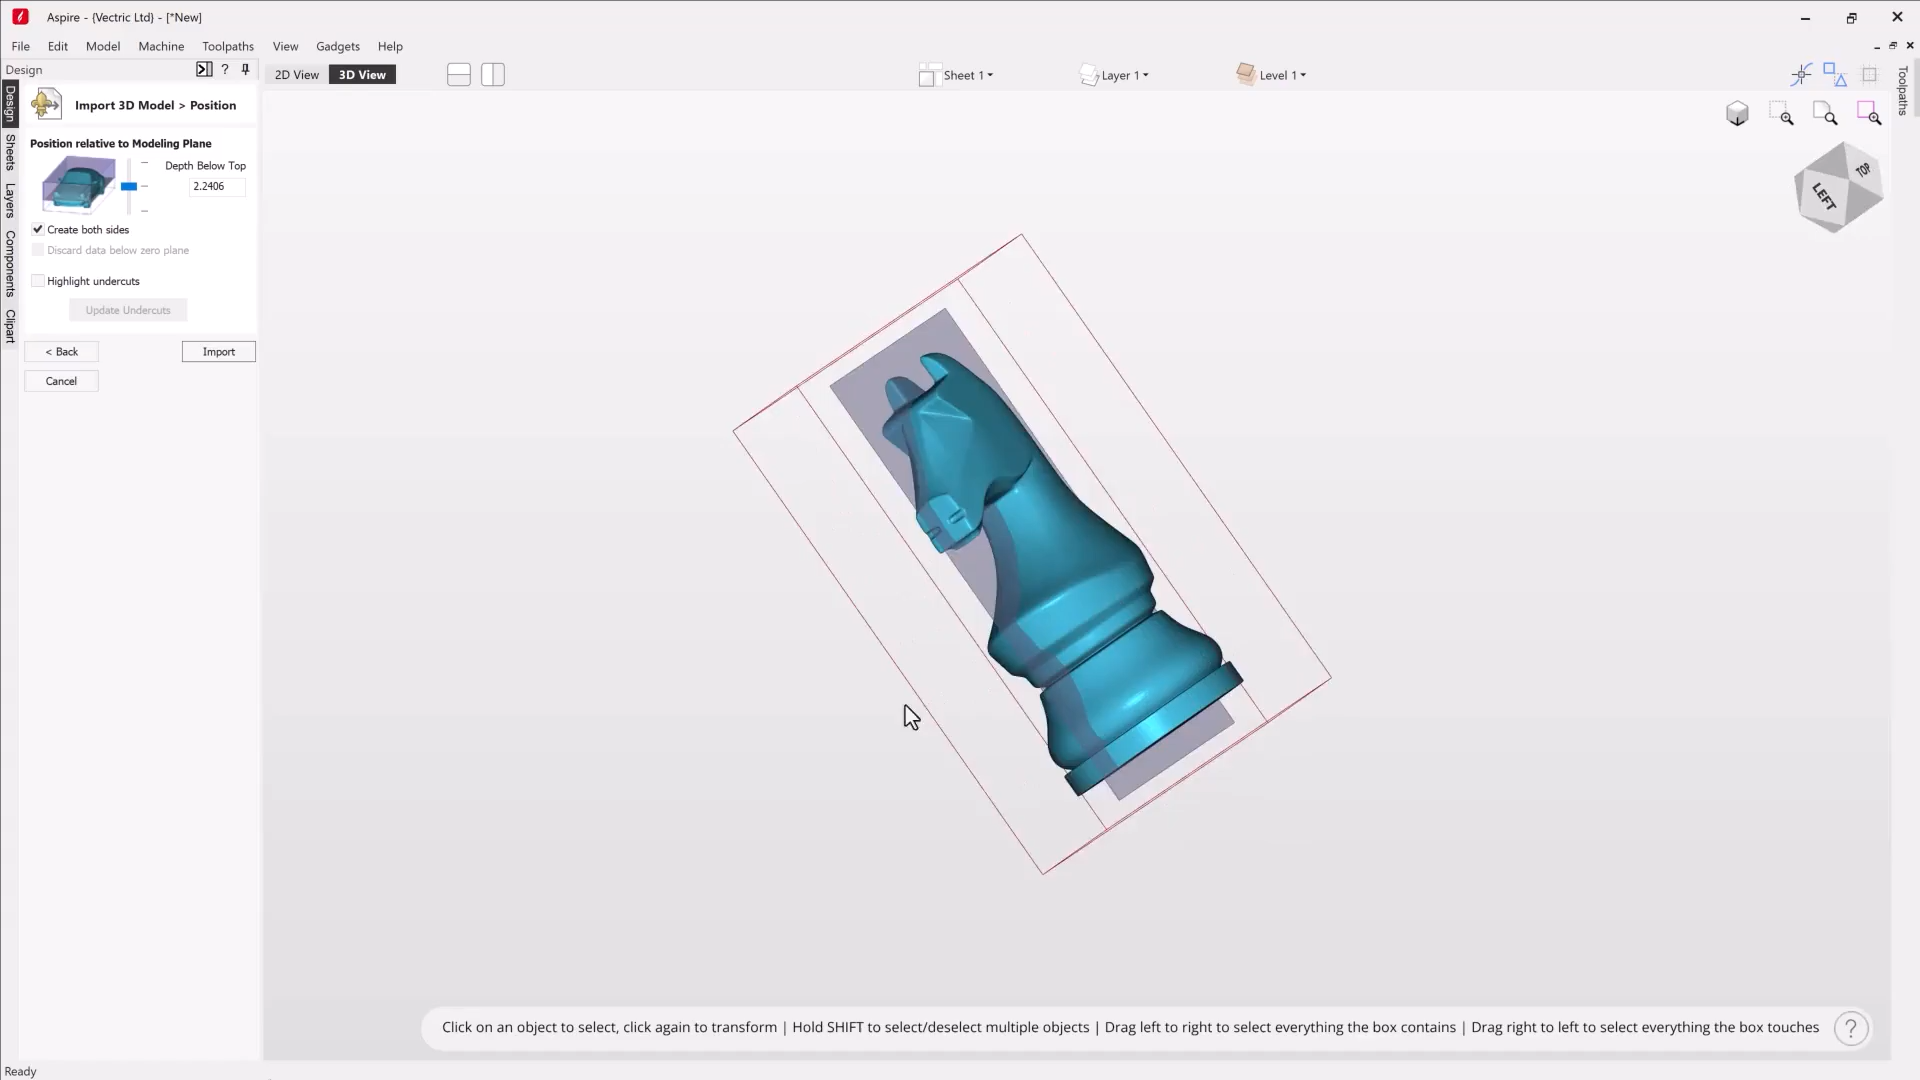 Aspire - {Vectric Ltd} - [*New]
File Edit Model Machine Toolpaths View Gadgets Help
Design
?
2D View
3D View
Sheet 1
Layer 1
Level 1
Toolpaths
Design
Sheets
Layers
Components
Clipart
Import 3D Model > Position
Position relative to Modeling Plane
Depth Below Top
2.2406
Create both sides
Discard data below zero plane
Highlight undercuts
Update Undercuts
< Back
Import
Cancel
TOP
LEFT
Click on an object to select, click again to transform | Hold SHIFT to select/deselect multiple objects | Drag left to right to select everything the box contains | Drag right to left to select everything the box touches
?
Ready